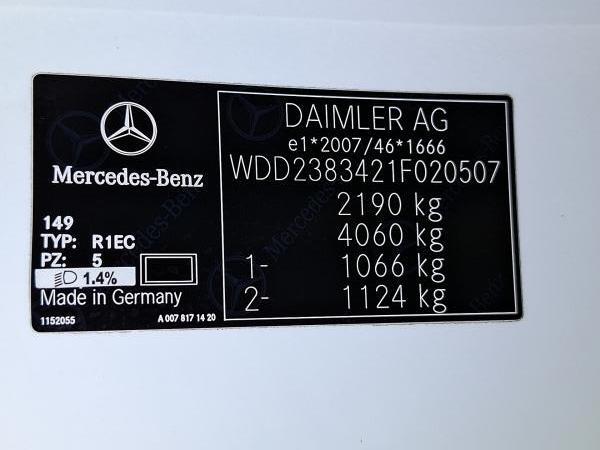 Mercedes-Benz
149
TYP: R1EC
PZ: 5
1.4%
Made in Germany
1152055
A 007 817 14 20
DAIMLER AG
e1*2007/46*1666
WDD2383421F020507
2190 kg
4060 kg
1- 1066 kg
2- 1124 kg